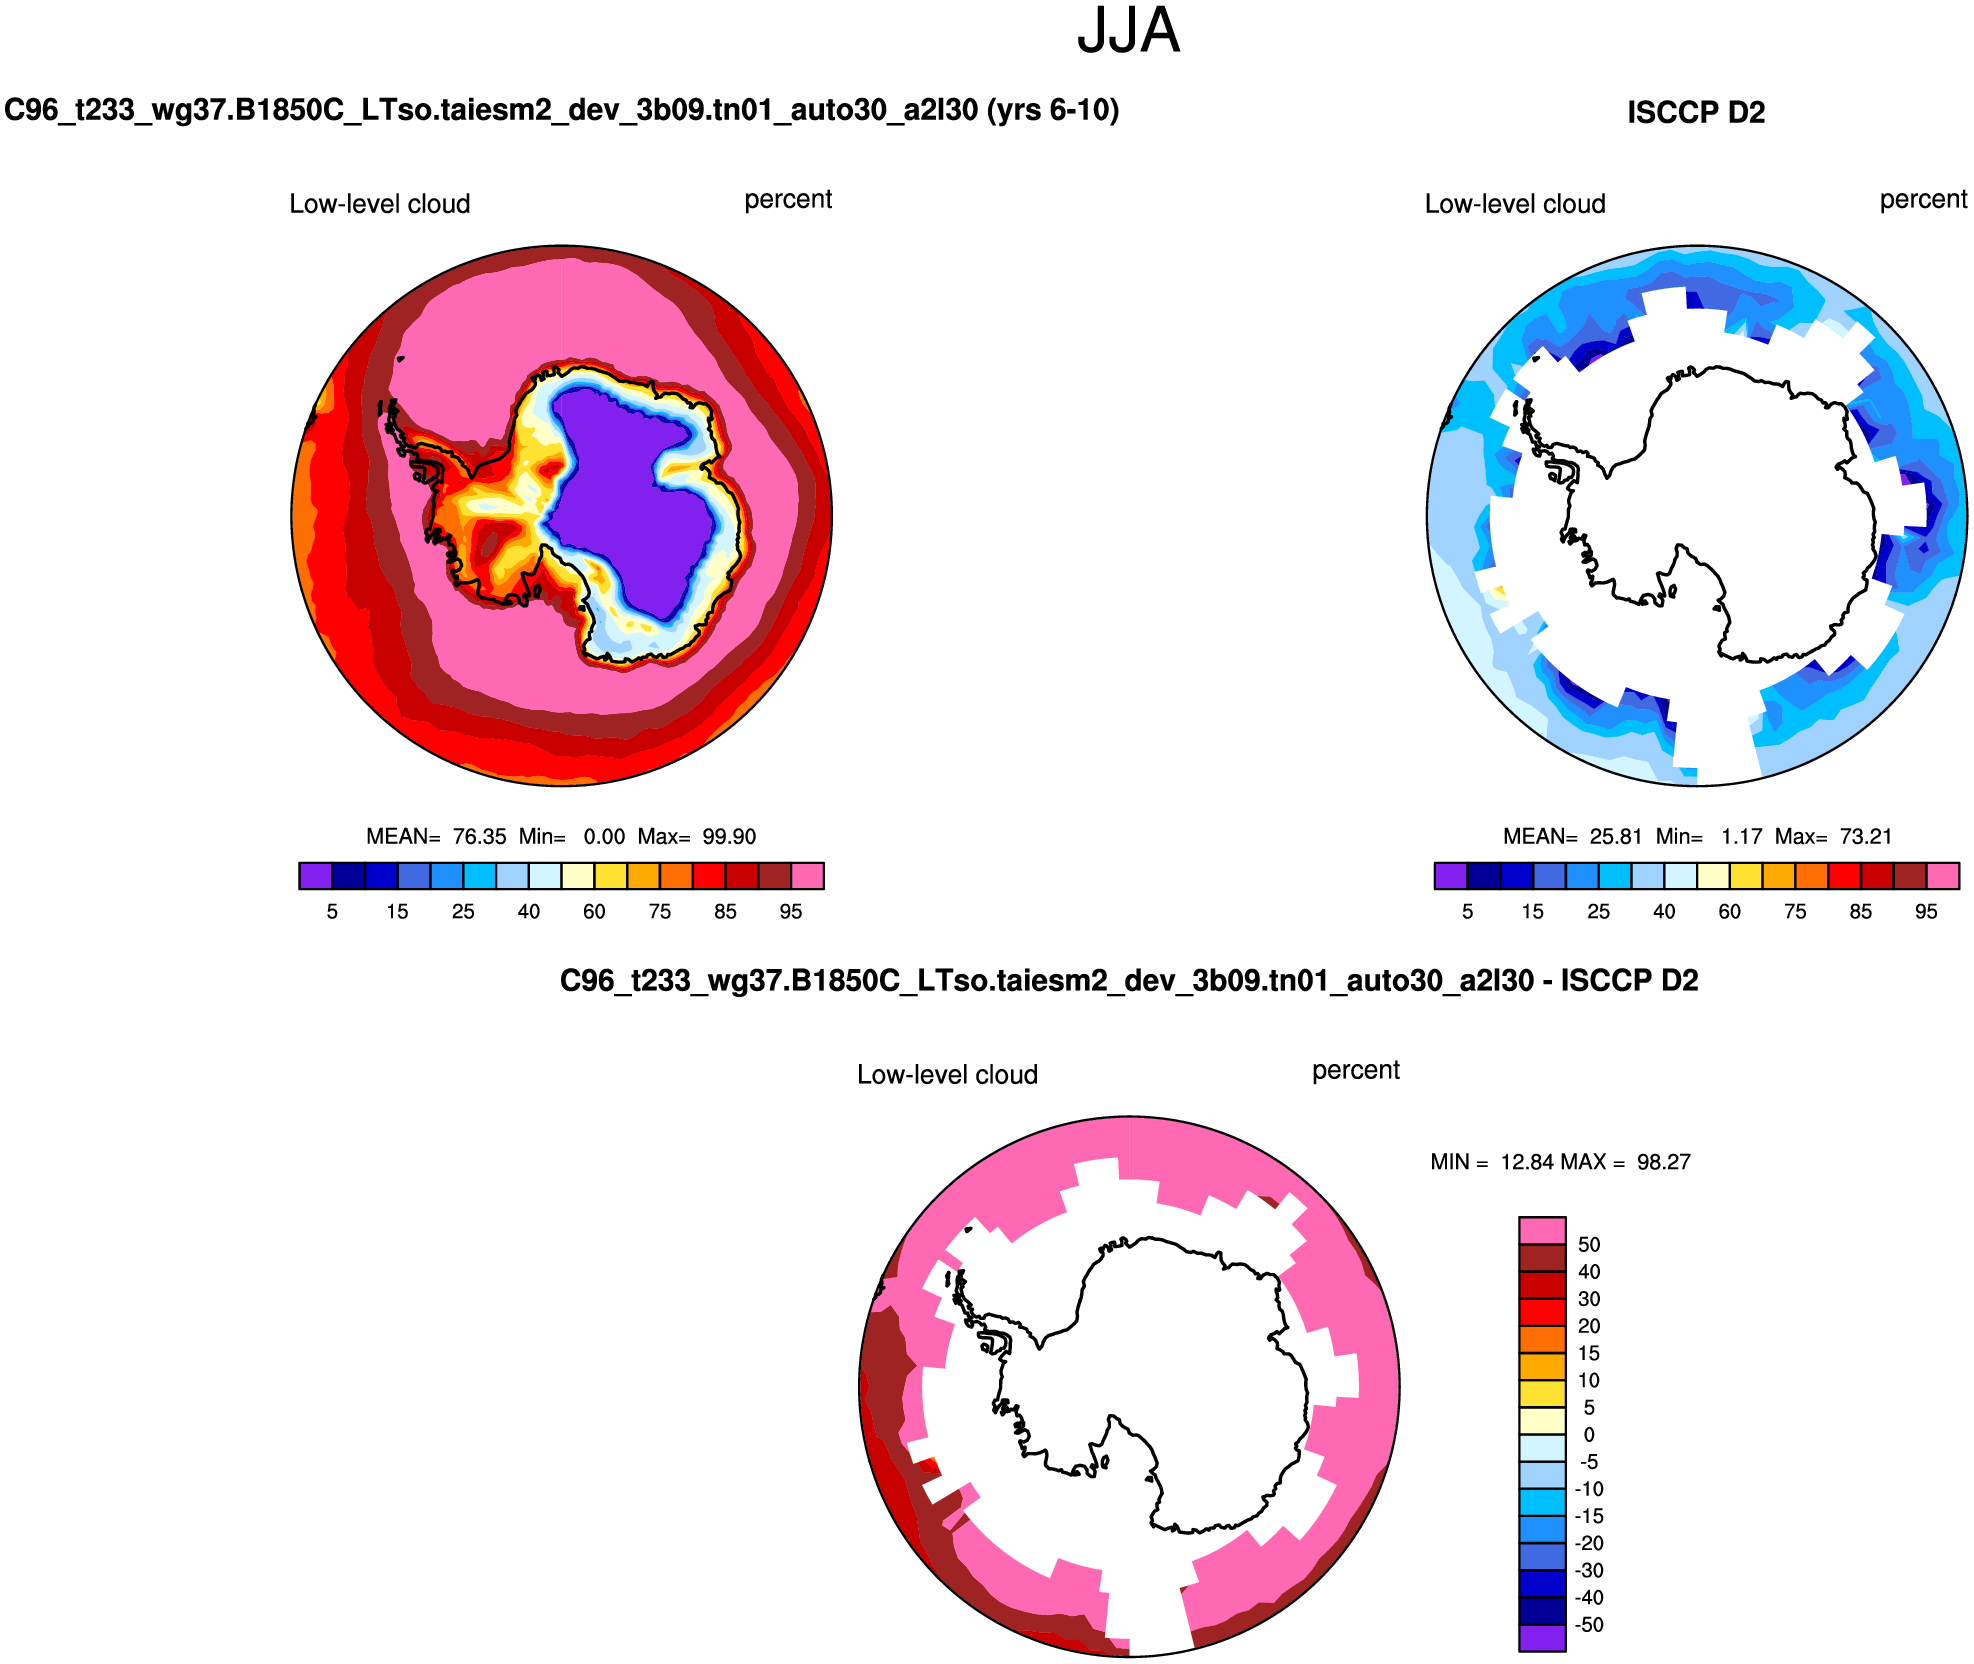 JJA
C96_t233_wg37.B1850C_LTso.taiesm2_dev_3b09.tn01_auto30_a2l30 (yrs 6-10)
ISCCP D2
Low-level cloud percent
Low-level cloud percent
MEAN= 76.35 Min= 0.00 Max= 99.90
5 15 25 40 60 75 85 95
MEAN= 25.81 Min= 1.17 Max= 73.21
5 15 25 40 60 75 85 95
C96_t233_wg37.B1850C_LTso.taiesm2_dev_3b09.tn01_auto30_a2l30 - ISCCP D2
Low-level cloud percent
MIN = 12.84 MAX = 98.27
50
40
30
20
15
10
5
0
-5
-10
-15
-20
-30
-40
-50